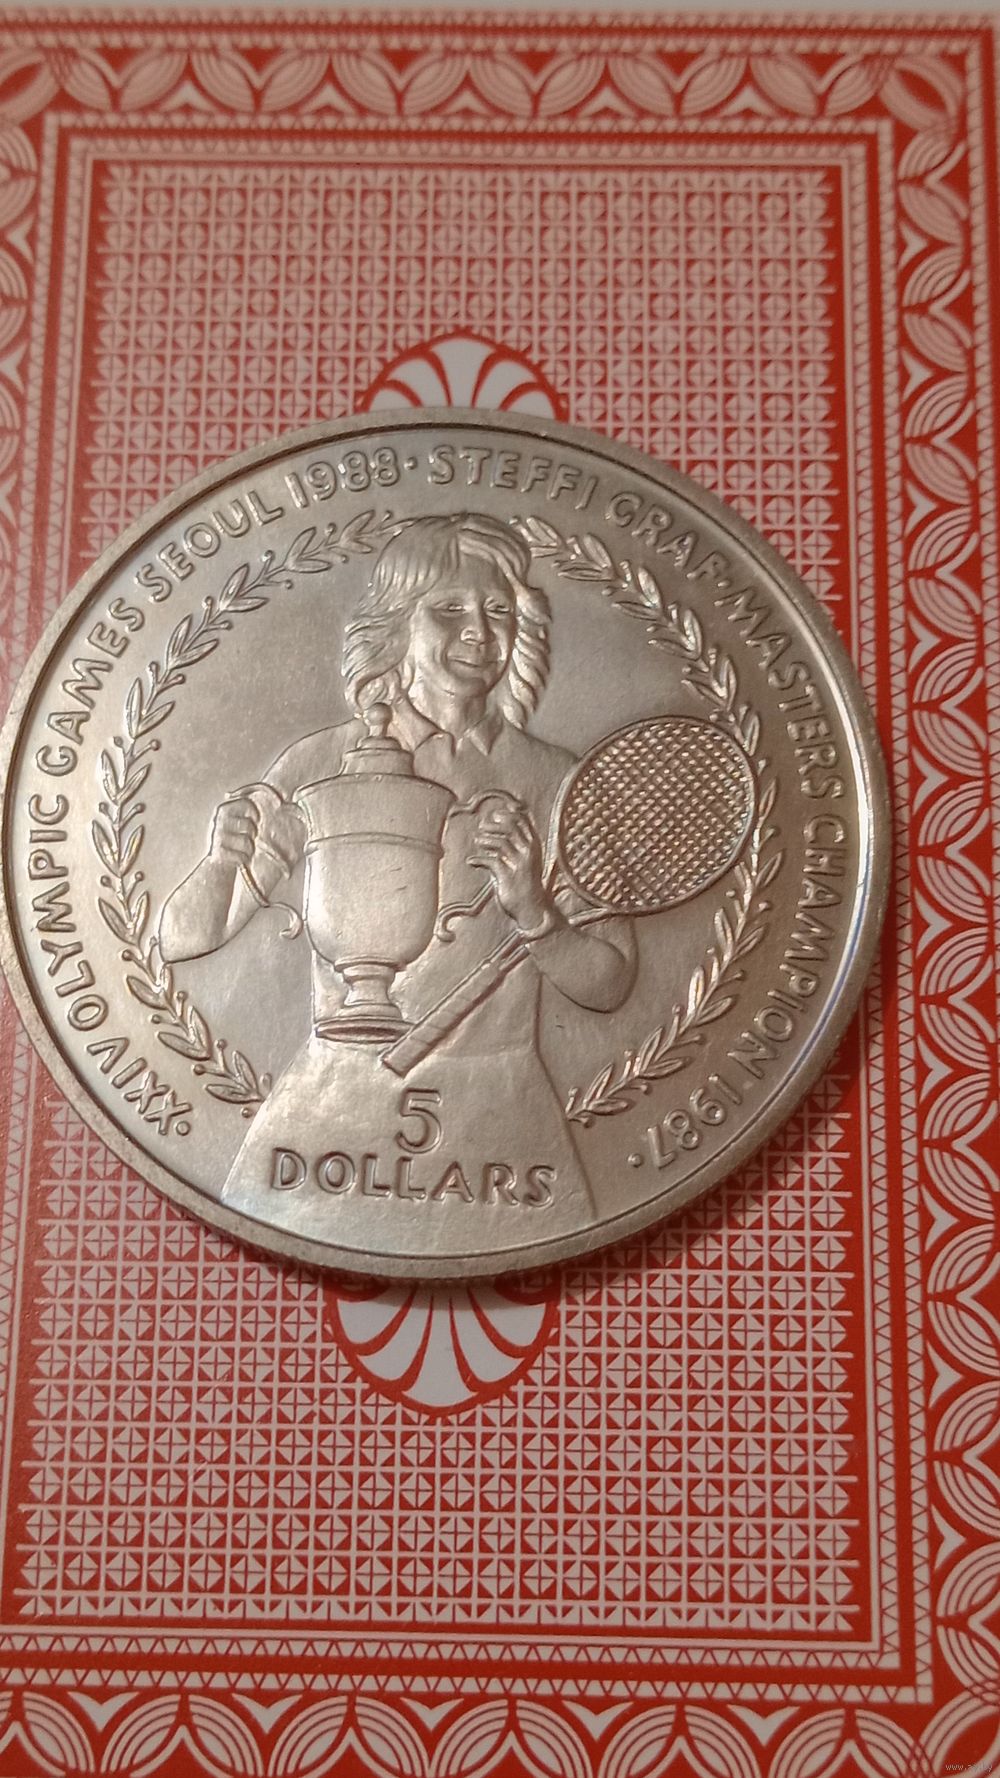 · XXIV OLYMPIC GAMES SEOUL 1988 · STEFFI GRAF · MASTERS CHAMPION 1987 ·
5
DOLLARS